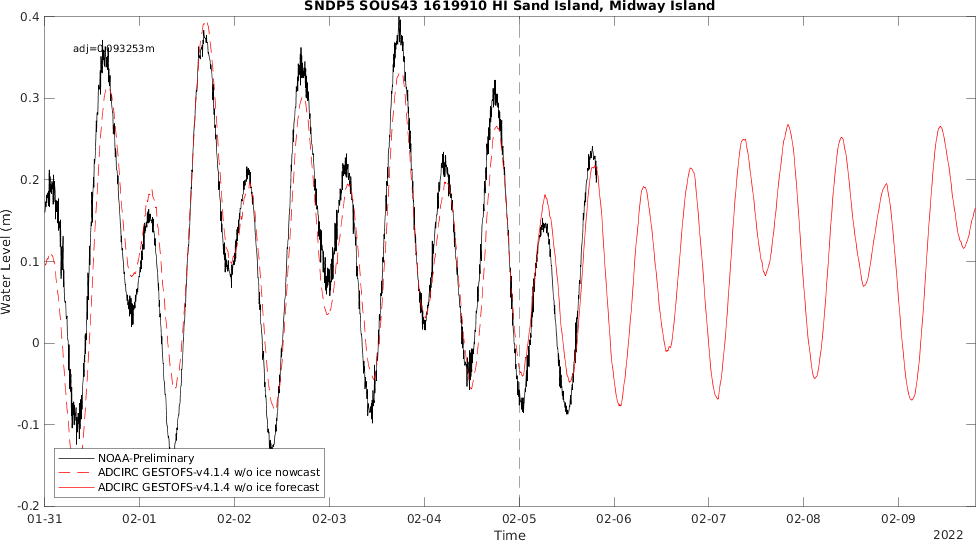 SNDP5 SOUS43 1619910 HI Sand Island, Midway Island
adj=0.093253m
0.4
0.3
0.2
0.1
0
-0.1
-0.2
Water Level (m)
NOAA-Preliminary
ADCIRC GESTOFS-v4.1.4 w/o ice nowcast
ADCIRC GESTOFS-v4.1.4 w/o ice forecast
01-31 02-01 02-02 02-03 02-04 02-05 02-06 02-07 02-08 02-09
Time
2022